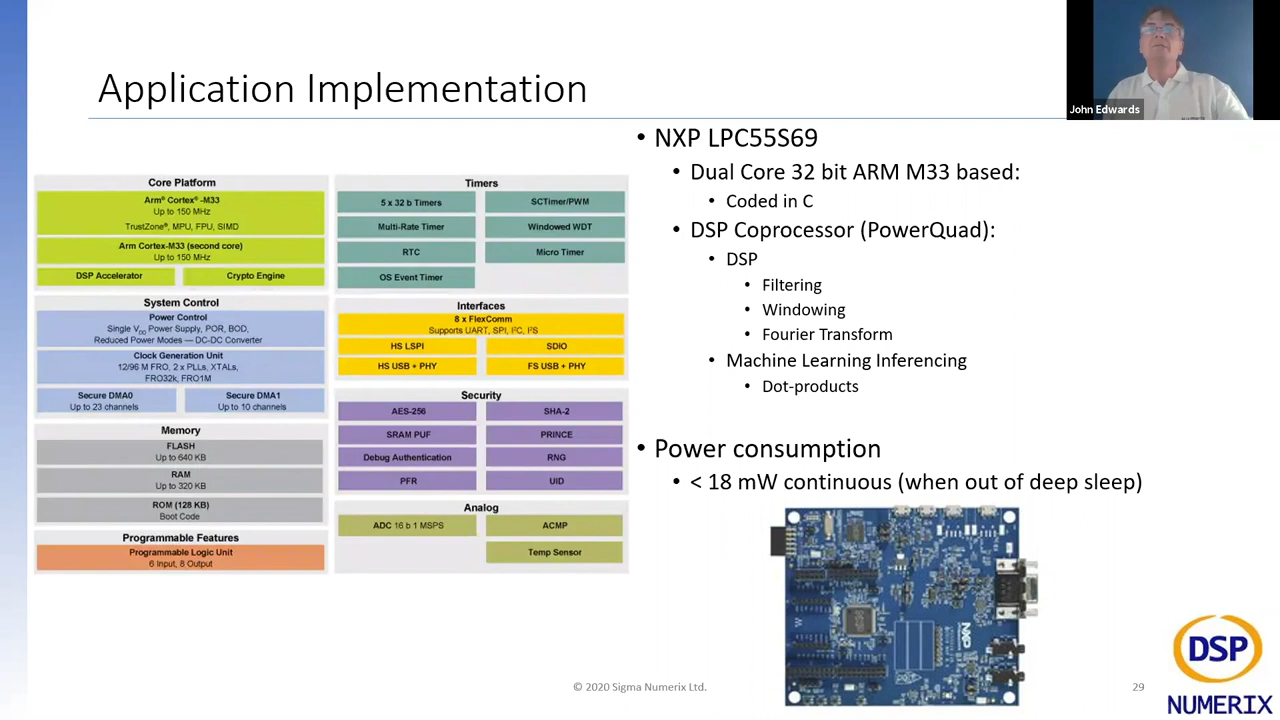 Application Implementation
John Edwards
Core Platform
Arm® Cortex® -M33
Up to 150 MHz
TrustZone®, MPU, FPU, SIMD
Arm Cortex-M33 (second core)
Up to 150 MHz
DSP Accelerator
Crypto Engine
System Control
Power Control
Single VDD Power Supply, POR, BOD,
Reduced Power Modes — DC-DC Converter
Clock Generation Unit
12/96 M FRO, 2 x PLLs, XTALs,
FRO32k, FRO1M
Secure DMA0
Up to 23 channels
Secure DMA1
Up to 10 channels
Memory
FLASH
Up to 640 KB
RAM
Up to 320 KB
ROM (128 KB)
Boot Code
Programmable Features
Programmable Logic Unit
6 Input, 8 Output
Timers
5 x 32 b Timers
SCTimer/PWM
Multi-Rate Timer
Windowed WDT
RTC
Micro Timer
OS Event Timer
Interfaces
8 x FlexComm
Supports UART, SPI, I²C, I²S
HS LSPI
SDIO
HS USB + PHY
FS USB + PHY
Security
AES-256
SHA-2
SRAM PUF
PRINCE
Debug Authentication
RNG
PFR
UID
Analog
ADC 16 b 1 MSPS
ACMP
Temp Sensor
• NXP LPC55S69
• Dual Core 32 bit ARM M33 based:
• Coded in C
• DSP Coprocessor (PowerQuad):
• DSP
• Filtering
• Windowing
• Fourier Transform
• Machine Learning Inferencing
• Dot-products
• Power consumption
• < 18 mW continuous (when out of deep sleep)
NXP
© 2020 Sigma Numerix Ltd.
29
DSP
NUMERIX